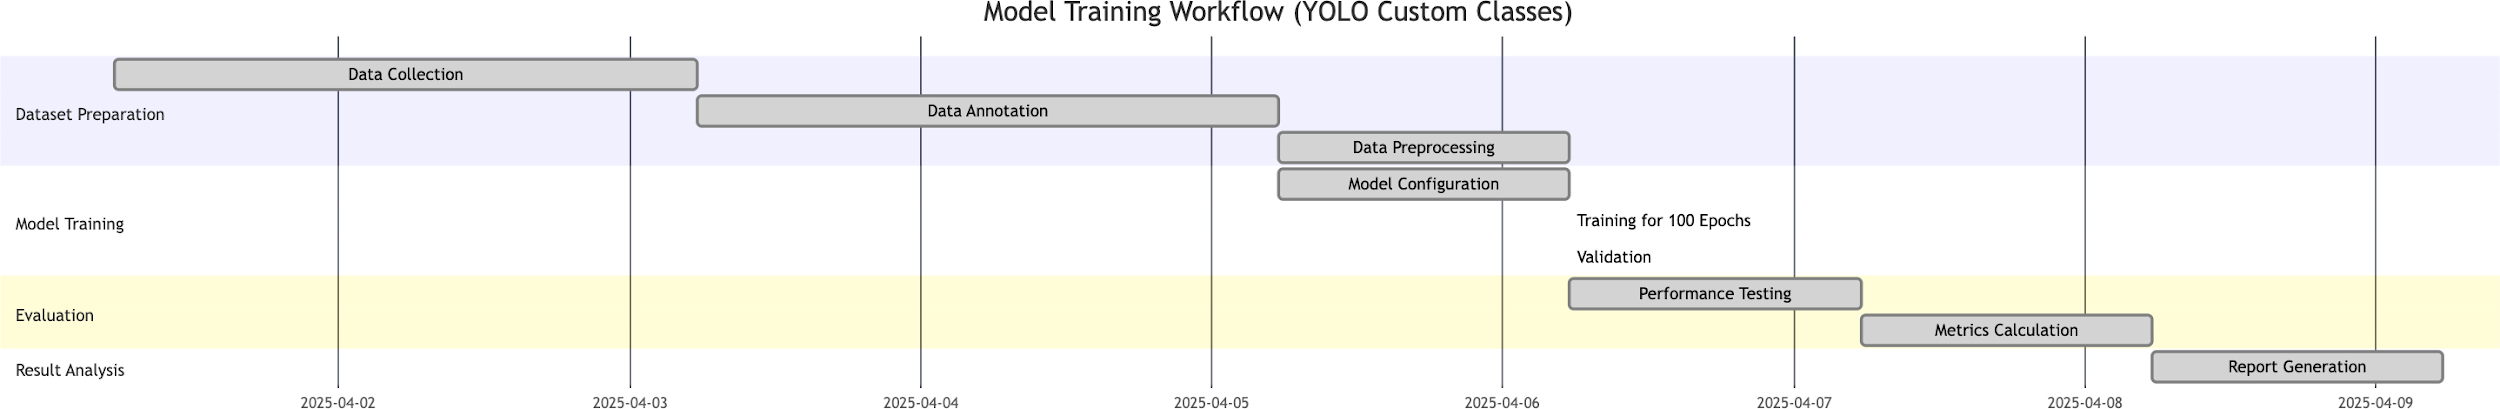 Model Training Workflow (YOLO Custom Classes)
Data Collection
Data Annotation
Dataset Preparation
Data Preprocessing
Model Configuration
Training for 100 Epochs
Model Training
Validation
Performance Testing
Evaluation
Metrics Calculation
Report Generation
Result Analysis
2025-04-02 2025-04-03 2025-04-04 2025-04-05 2025-04-06 2025-04-07 2025-04-08 2025-04-09